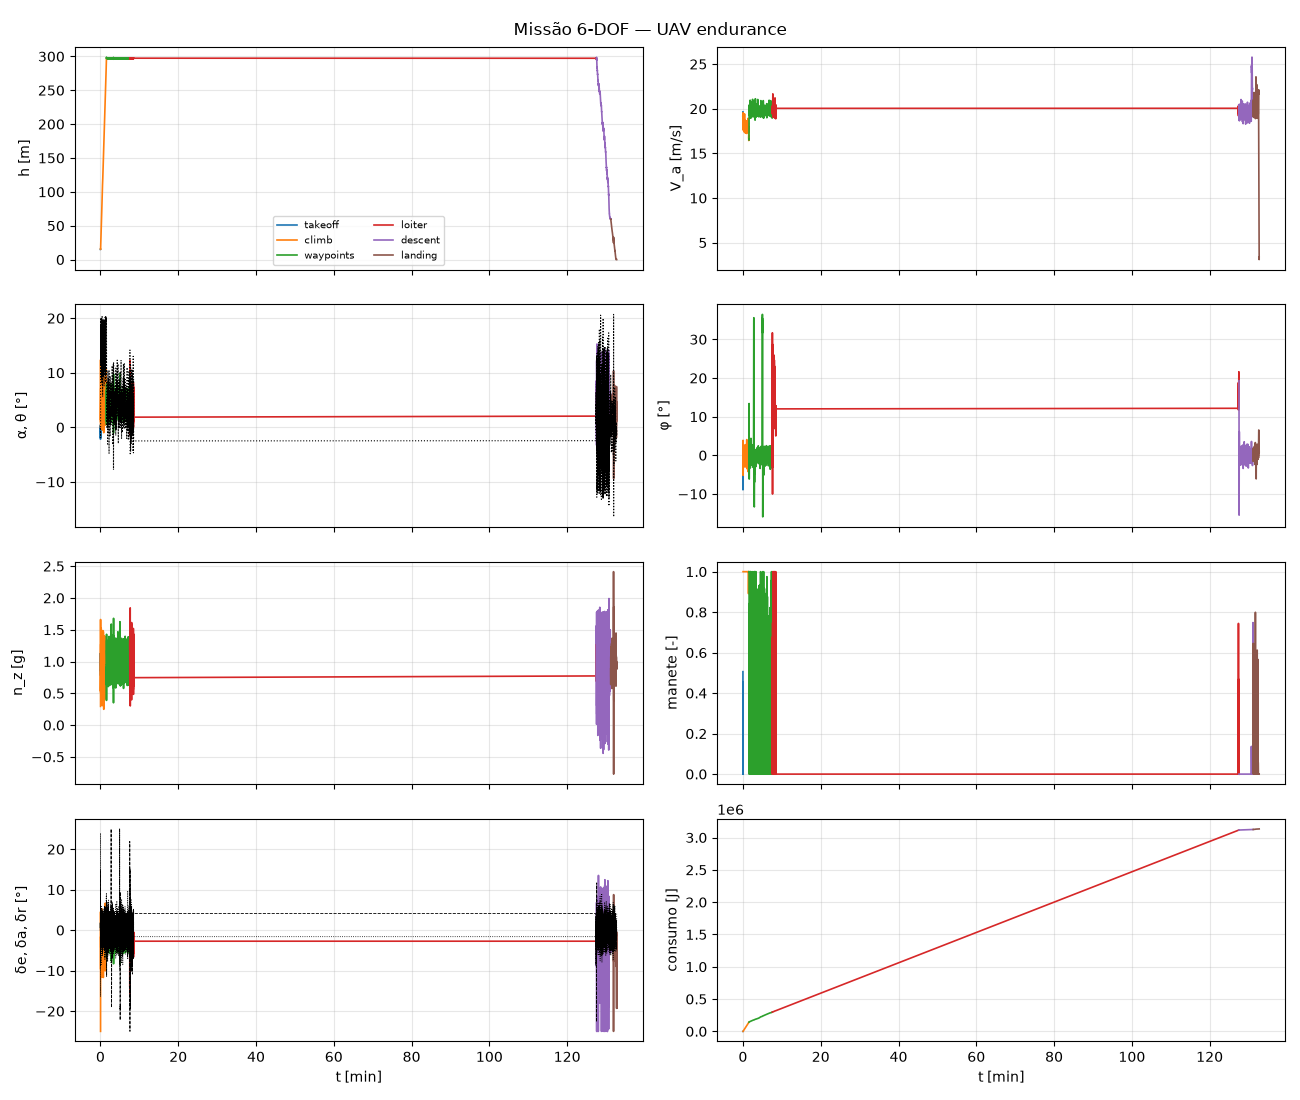 Missão 6-DOF — UAV endurance
300
250
200
150
100
50
0
h [m]
takeoff
climb
waypoints
loiter
descent
landing
25
20
15
10
5
V_a [m/s]
20
10
0
−10
α, θ [°]
30
20
10
0
−10
φ [°]
2.5
2.0
1.5
1.0
0.5
0.0
−0.5
n_z [g]
1.0
0.8
0.6
0.4
0.2
0.0
manete [-]
20
10
0
−10
−20
δe, δa, δr [°]
0 20 40 60 80 100 120
t [min]
1e6
3.0
2.5
2.0
1.5
1.0
0.5
0.0
consumo [J]
0 20 40 60 80 100 120
t [min]